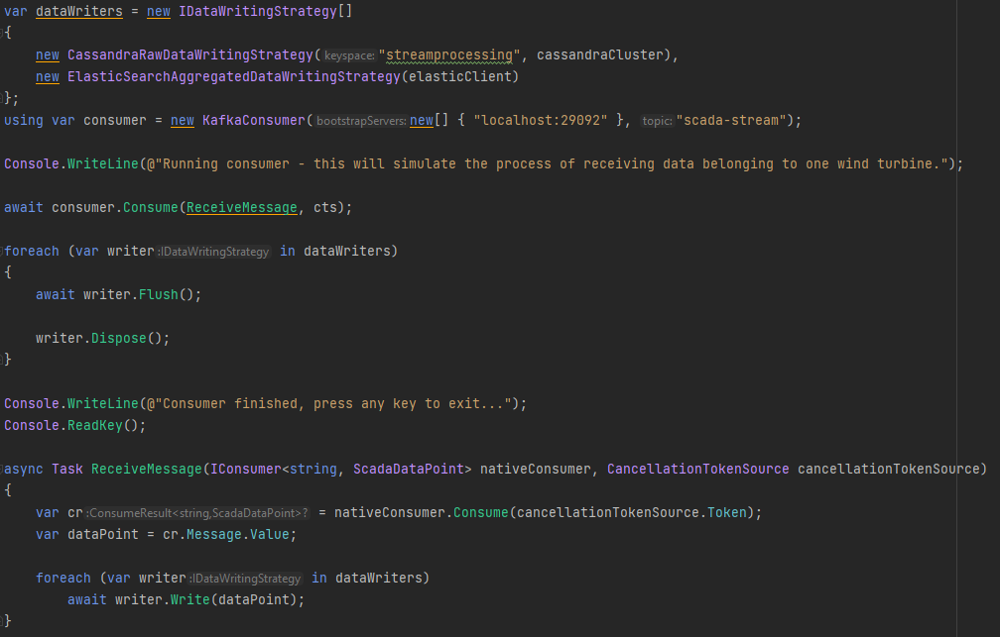 var dataWriters = new IDataWritingStrategy[]
{
    new CassandraRawDataWritingStrategy( keyspace: "streamprocessing", cassandraCluster),
    new ElasticSearchAggregatedDataWritingStrategy(elasticClient)
};
using var consumer = new KafkaConsumer( bootstrapServers: new[] { "localhost:29092" }, topic: "scada-stream");

Console.WriteLine(@"Running consumer - this will simulate the process of receiving data belonging to one wind turbine.");

await consumer.Consume(ReceiveMessage, cts);

foreach (var writer :IDataWritingStrategy in dataWriters)
{
    await writer.Flush();

    writer.Dispose();
}

Console.WriteLine(@"Consumer finished, press any key to exit...");
Console.ReadKey();

async Task ReceiveMessage(IConsumer<string, ScadaDataPoint> nativeConsumer, CancellationTokenSource cancellationTokenSource)
{
    var cr :ConsumeResult<string,ScadaDataPoint>? = nativeConsumer.Consume(cancellationTokenSource.Token);
    var dataPoint = cr.Message.Value;

    foreach (var writer :IDataWritingStrategy in dataWriters)
        await writer.Write(dataPoint);
}